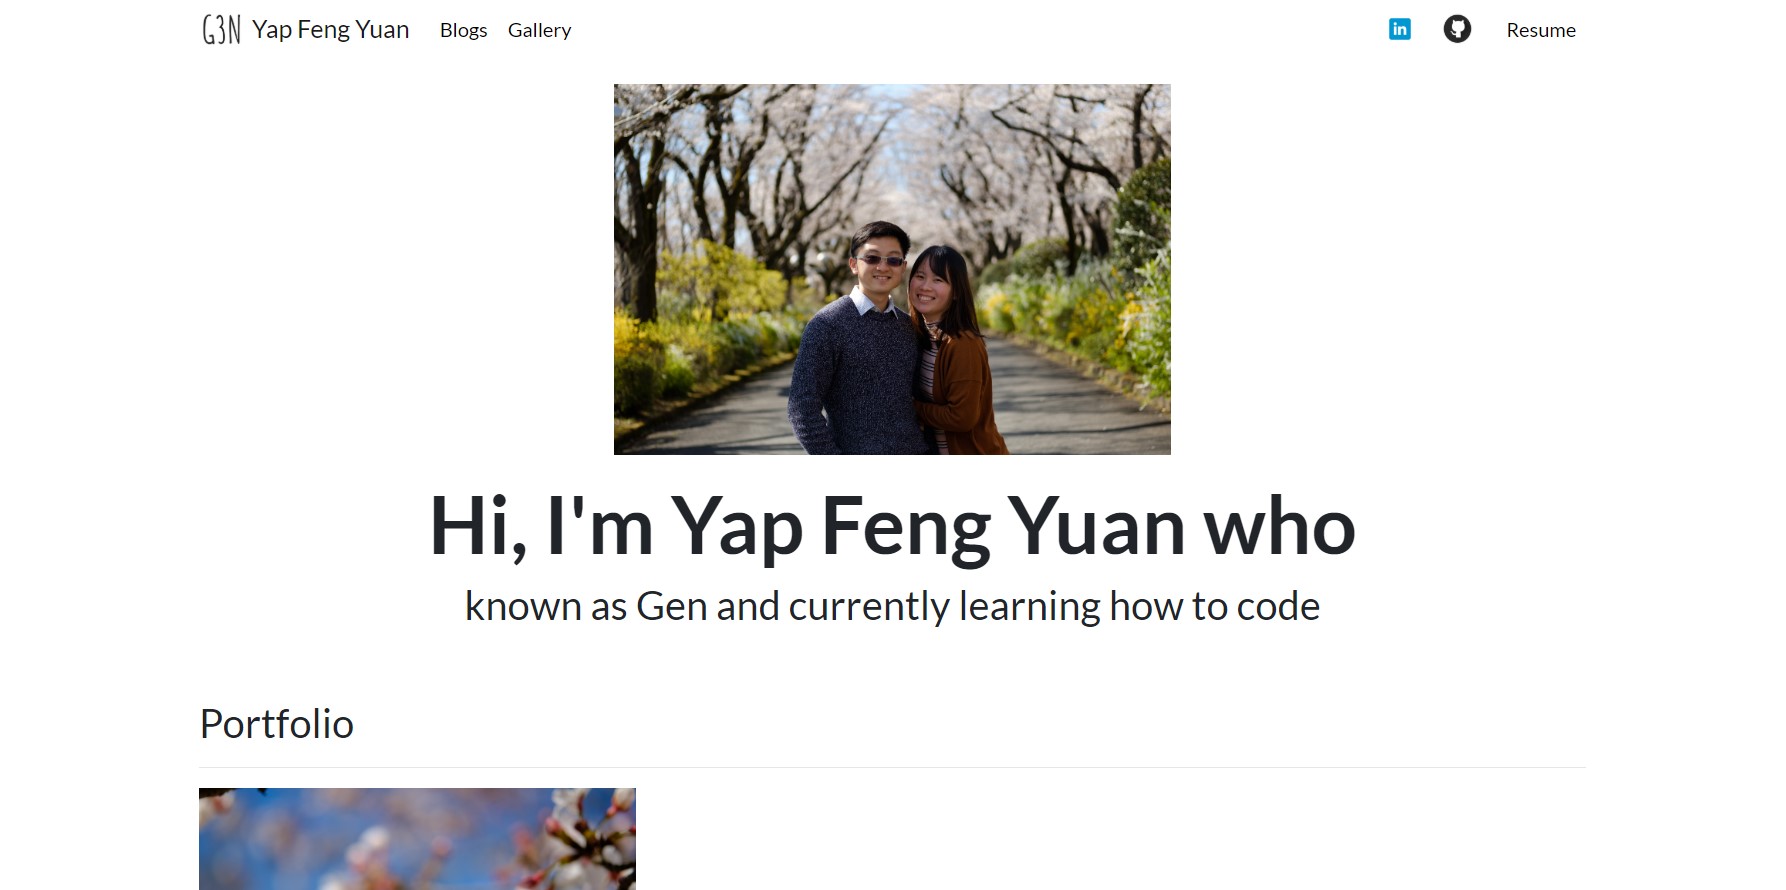 G3N Yap Feng Yuan Blogs Gallery in Resume
Hi, I'm Yap Feng Yuan who
known as Gen and currently learning how to code
Portfolio